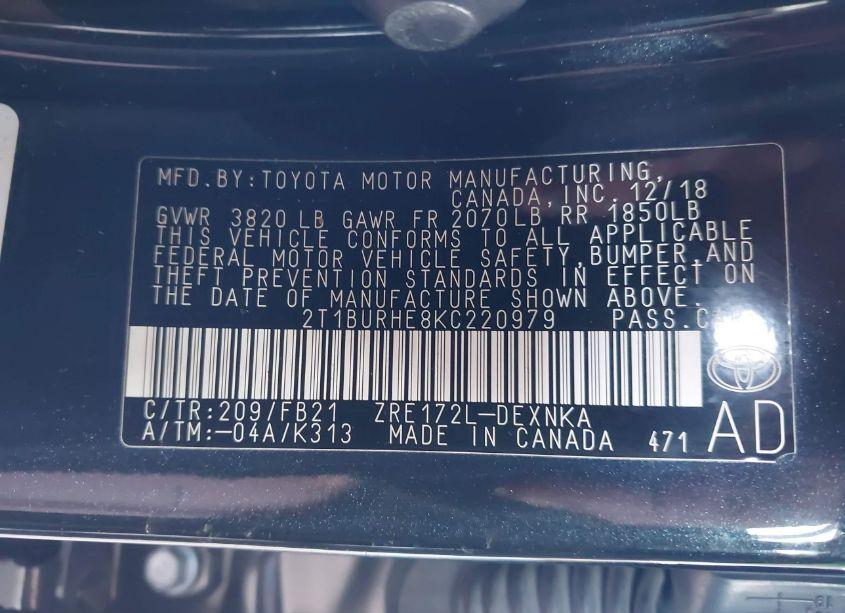 MFD.BY:TOYOTA MOTOR MANUFACTURING,
CANADA,INC. 12/18
GVWR 3820 LB GAWR FR 2070LB RR 1850LB
THIS VEHICLE CONFORMS TO ALL APPLICABLE
FEDERAL MOTOR VEHICLE SAFETY,BUMPER,AND
THEFT PREVENTION STANDARDS IN EFFECT ON
THE DATE OF MANUFACTURE SHOWN ABOVE.
2T1BURHE8KC220979 PASS.CAR
C/TR:209/FB21 ZRE172L-DEXNKA
A/TM:-04A/K313 MADE IN CANADA 471 AD